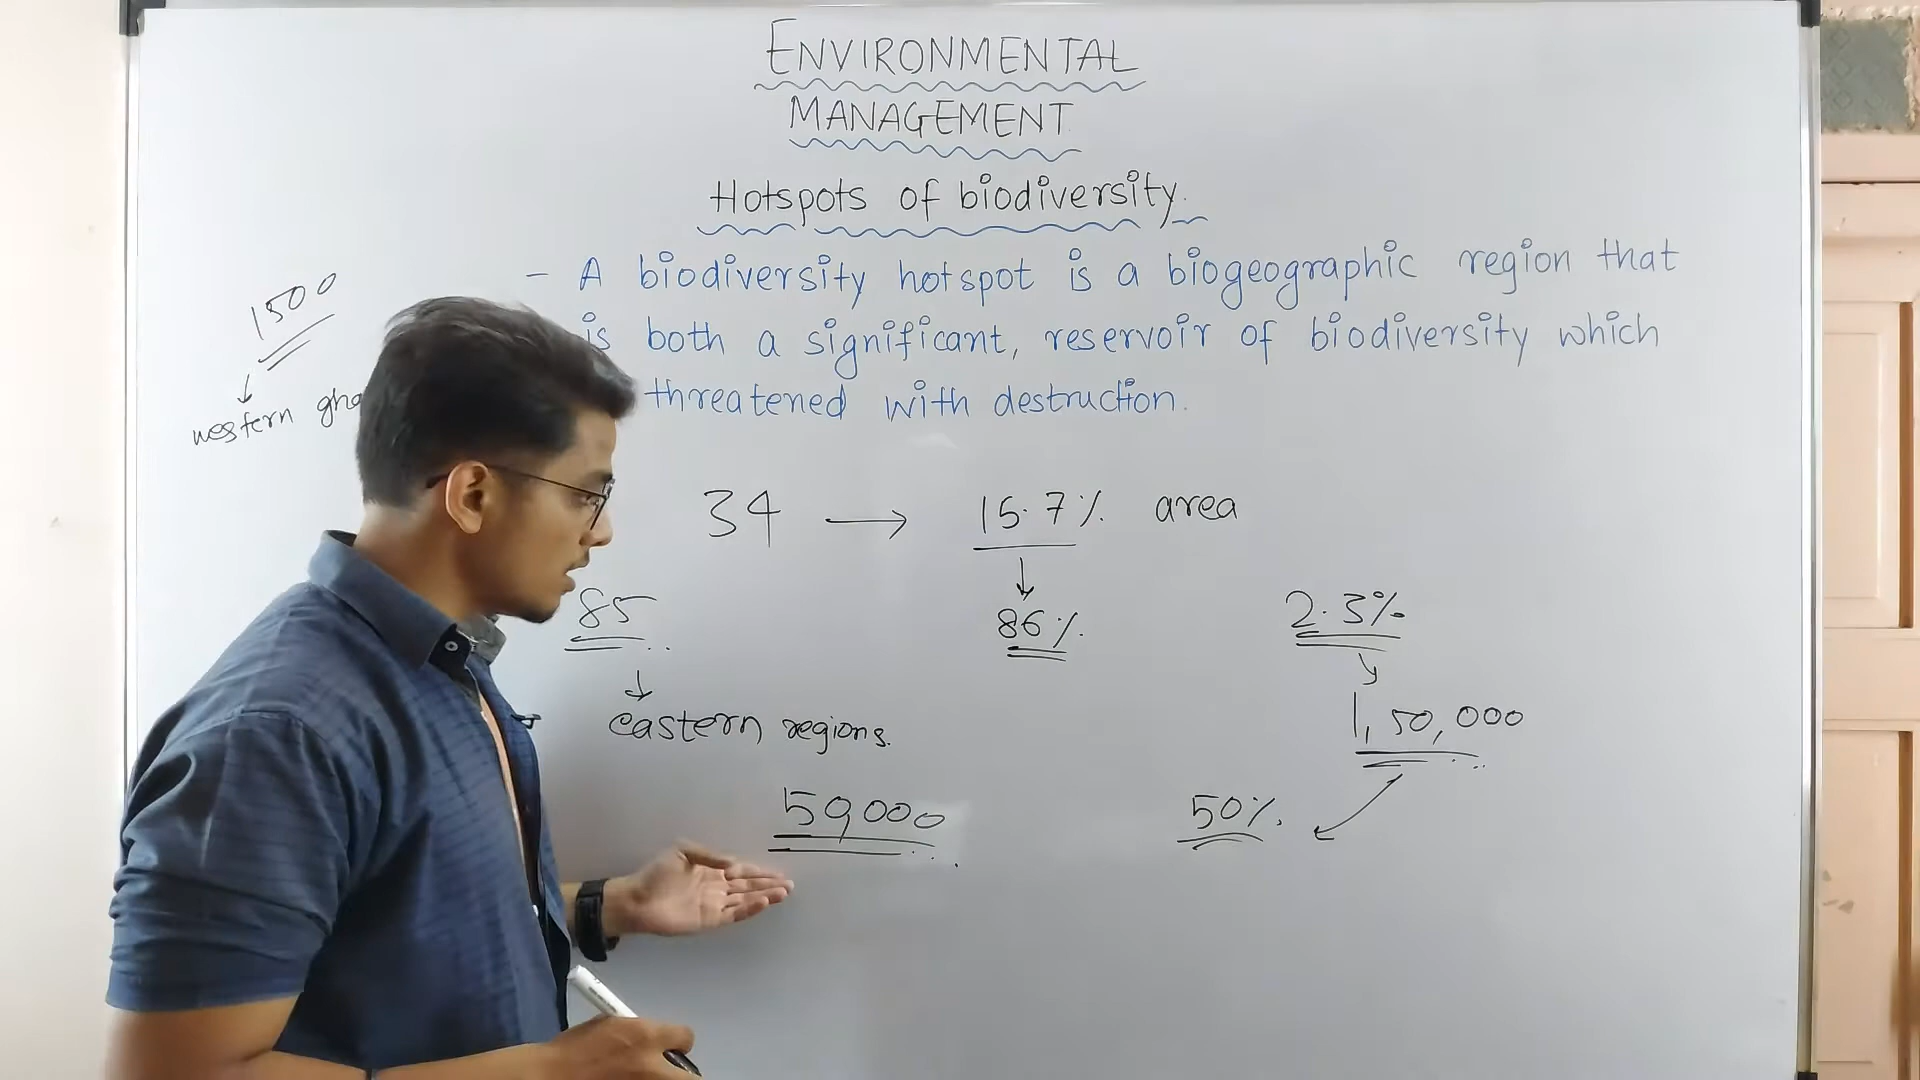 ENVIRONMENTAL
MANAGEMENT
Hotspots of biodiversity.
- A biodiversity hotspot is a biogeographic region that
is both a significant, reservoir of biodiversity which
threatened with destruction.
1500
western
34 → 15.7% area
85
86%
2.3%
eastern regions.
1,50,000
50%